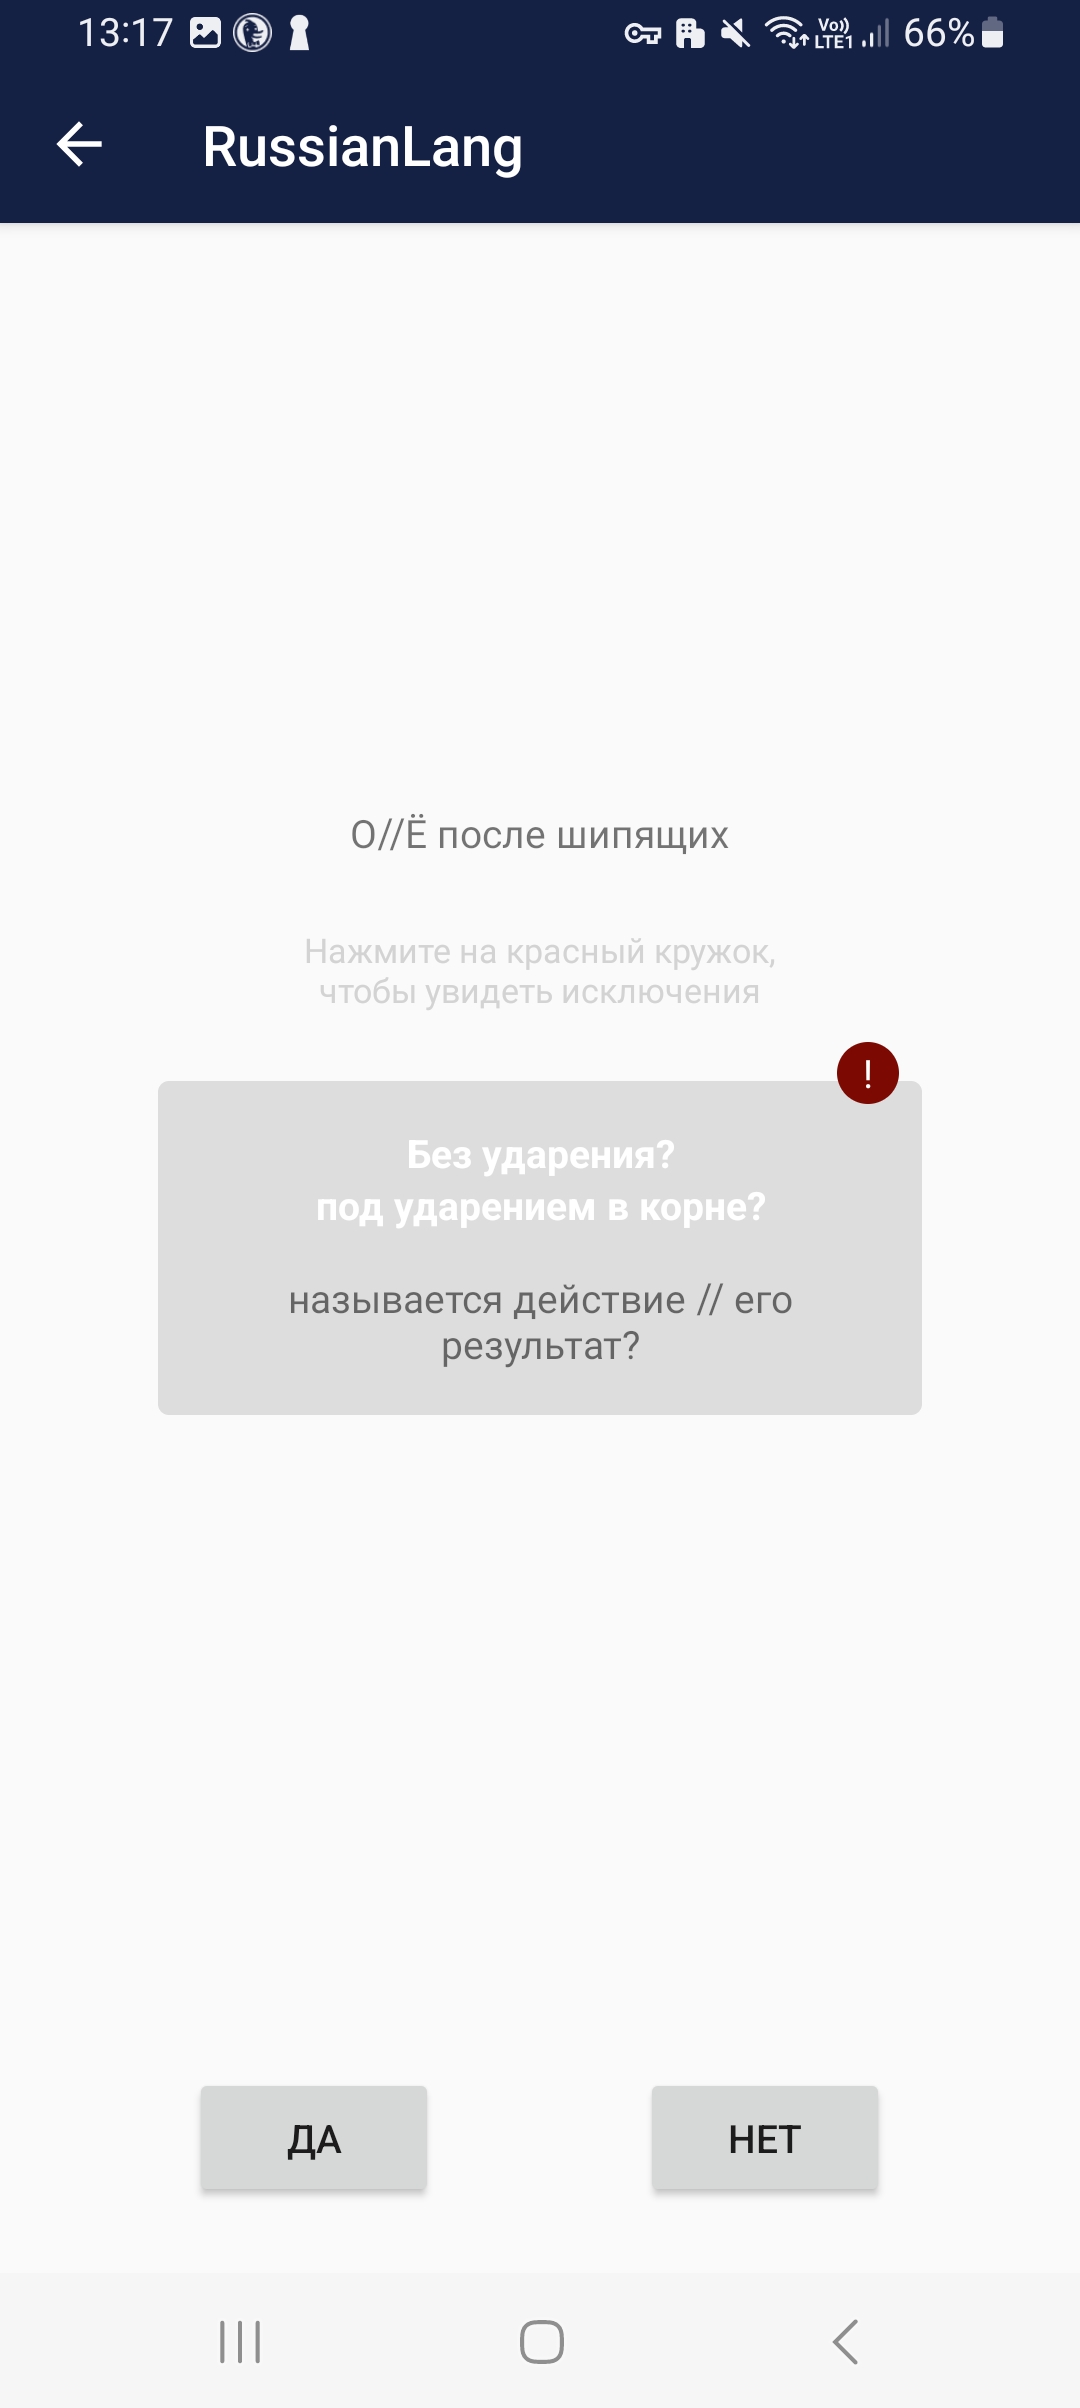 13:17
Vo)) LTE1 66%
RussianLang
О//Ё после шипящих
Нажмите на красный кружок,
чтобы увидеть исключения
!
Без ударения?
под ударением в корне?
называется действие // его
результат?
ДА НЕТ